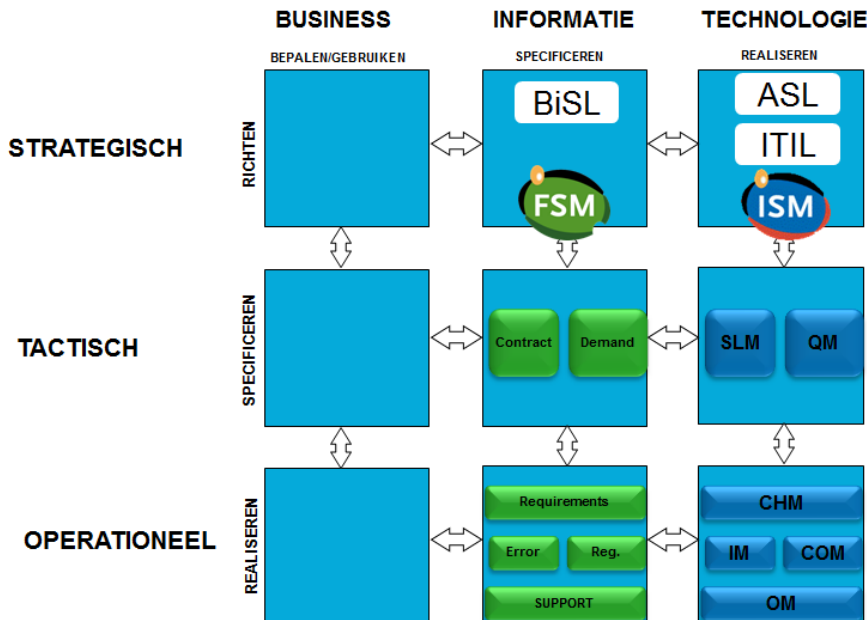 BUSINESS INFORMATIE TECHNOLOGIE
BEPALEN/GEBRUIKEN SPECIFICEREN REALISEREN
STRATEGISCH
RICHTEN
BiSL
ASL
ITIL
FSM
ISM
TACTISCH
SPECIFICEREN
Contract Demand
SLM QM
OPERATIONEEL
REALISEREN
Requirements
CHM
Error Reg.
IM COM
SUPPORT
OM